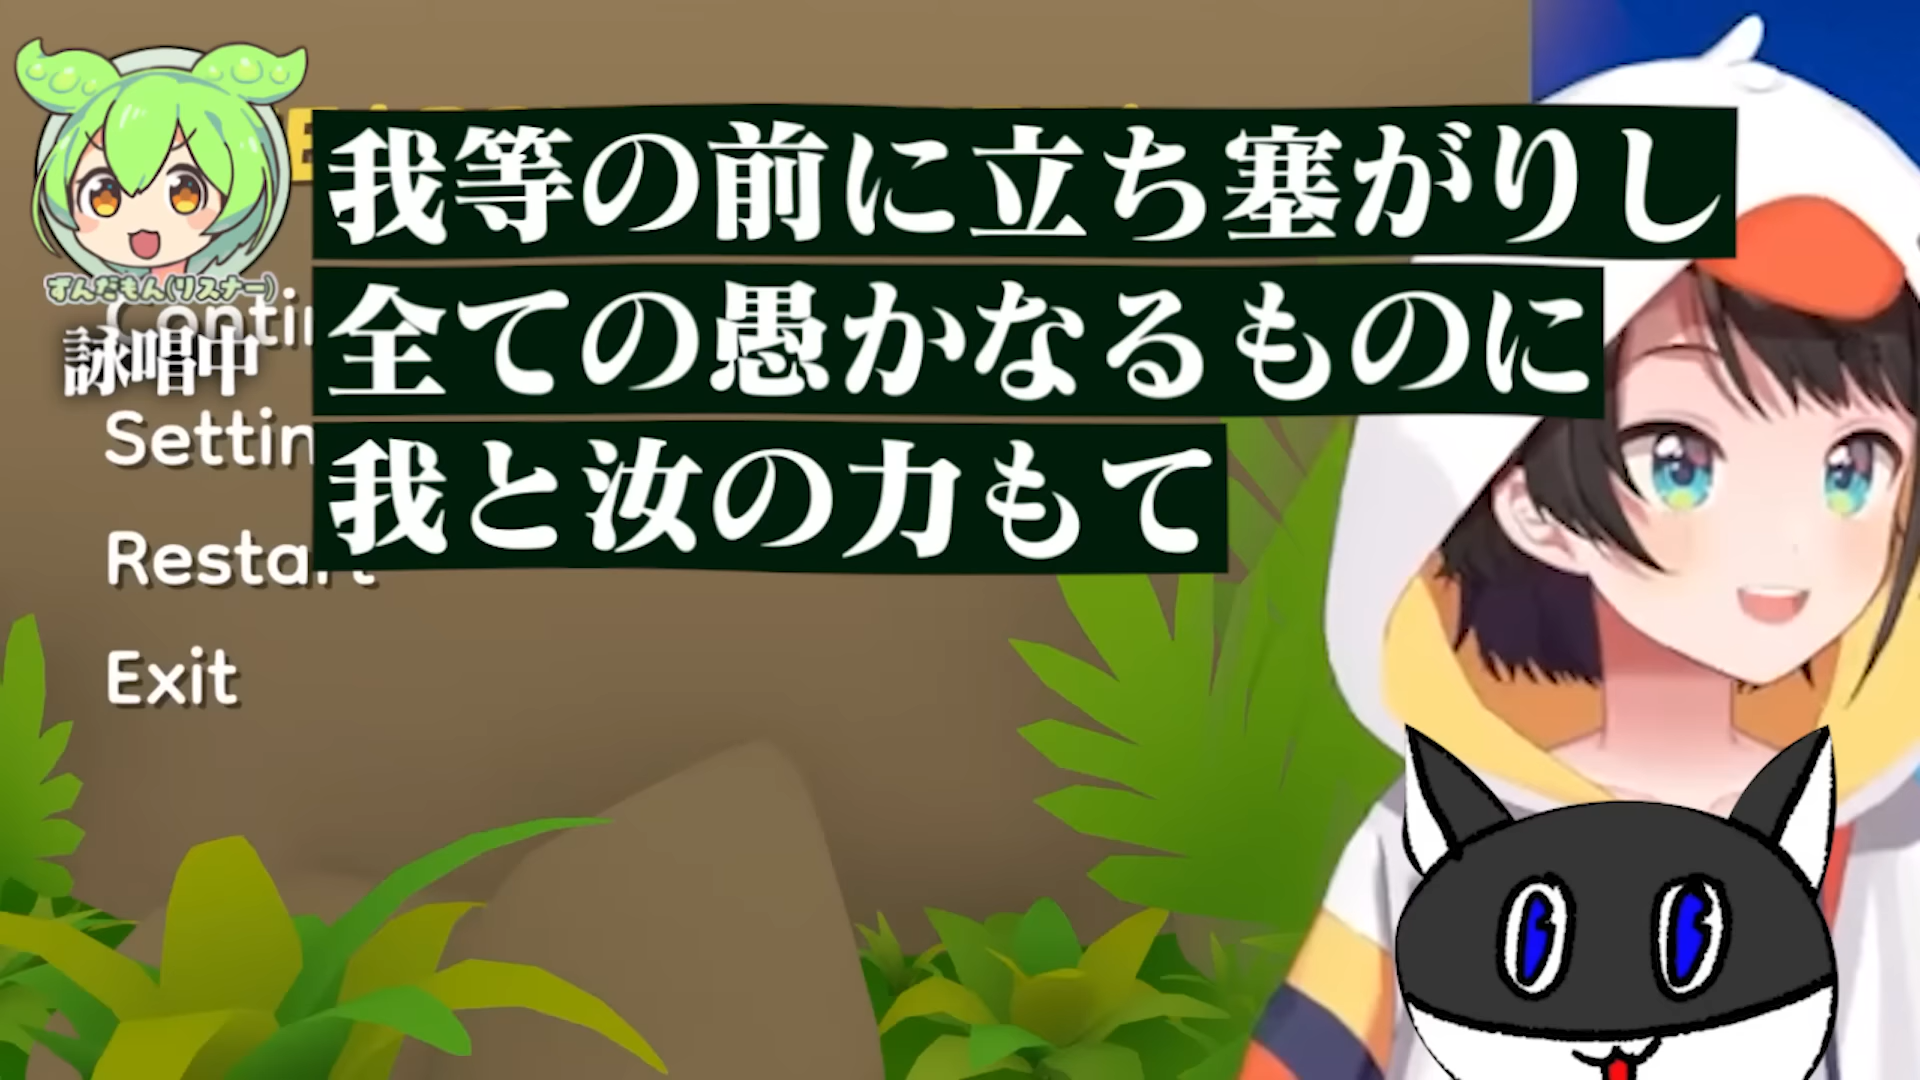 我等の前に立ち塞がりし
全ての愚かなるものに
我と汝の力もて
ずんだもん(リスナー)
詠唱中
Contin
Settin
Restart
Exit